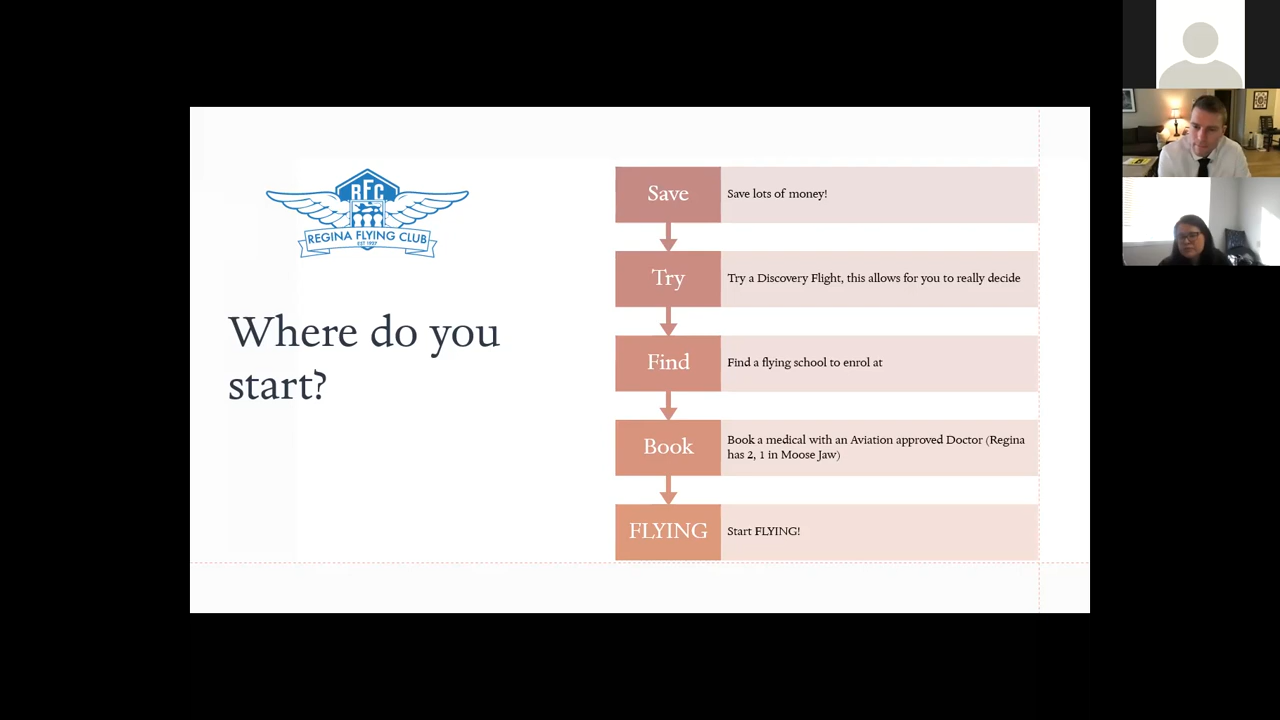 RFC
REGINA FLYING CLUB
EST 1927
Where do you
start?
Save
Save lots of money!
Try
Try a Discovery Flight, this allows for you to really decide
Find
Find a flying school to enrol at
Book
Book a medical with an Aviation approved Doctor (Regina
has 2, 1 in Moose Jaw)
FLYING
Start FLYING!